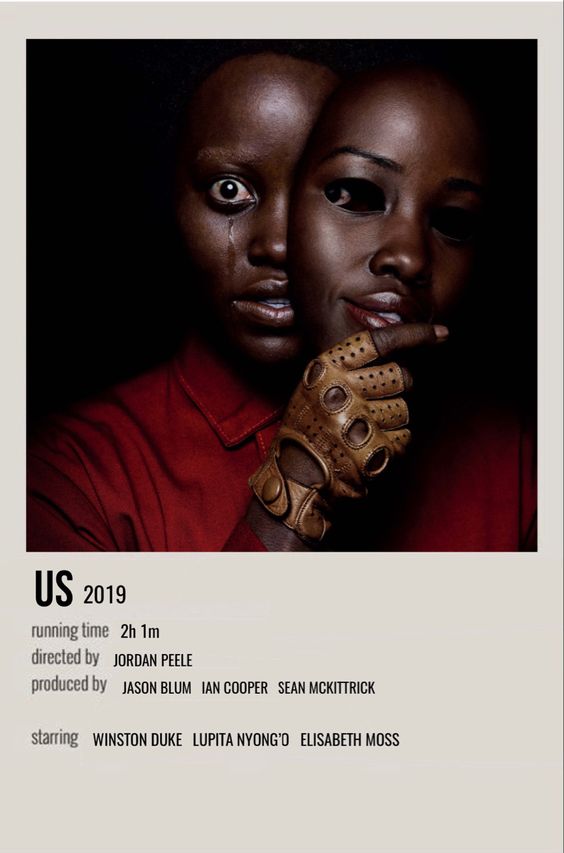 US 2019
running time 2h 1m
directed by JORDAN PEELE
produced by JASON BLUM IAN COOPER SEAN MCKITTRICK
starring WINSTON DUKE LUPITA NYONG'O ELISABETH MOSS